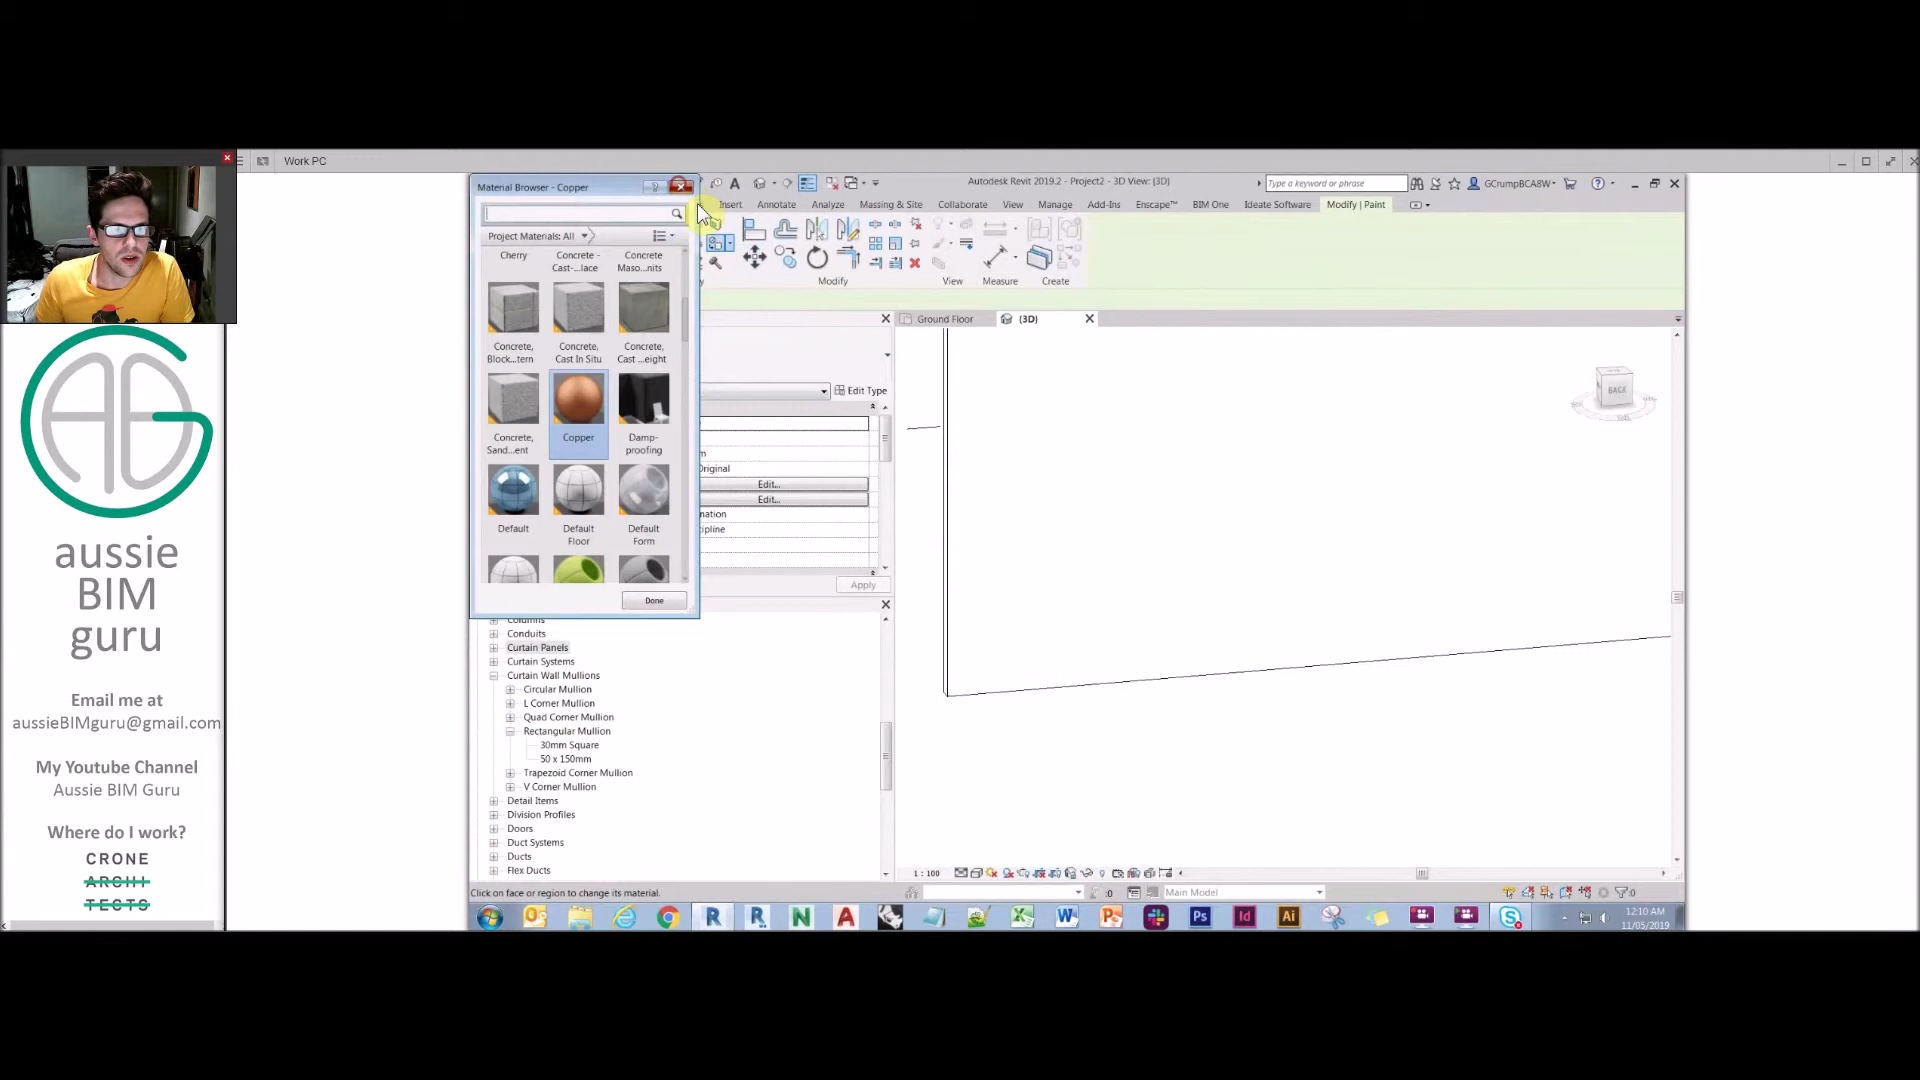 Work PC
Material Browser - Copper
Autodesk Revit 2019.2 - Project2 - 3D View: {3D}
Type a keyword or phrase
GCrumpBCA8W
Insert Annotate Analyze Massing & Site Collaborate View Manage Add-Ins Enscape™ BIM One Ideate Software Modify | Paint
Project Materials: All
Cherry
Concrete - Cast-...lace
Concrete Maso...nits
Modify View Measure Create
Concrete, Block...tern
Concrete, Cast In Situ
Concrete, Cast ...eight
Concrete, Sand...ent
Copper
Damp-proofing
Default
Default Floor
Default Form
Done
Ground Floor
{3D}
BACK
Edit Type
m
Original
Edit...
Edit...
nation
ipline
Apply
Columns
Conduits
Curtain Panels
Curtain Systems
Curtain Wall Mullions
Circular Mullion
L Corner Mullion
Quad Corner Mullion
Rectangular Mullion
30mm Square
50 x 150mm
Trapezoid Corner Mullion
V Corner Mullion
Detail Items
Division Profiles
Doors
Duct Systems
Ducts
Flex Ducts
1 : 100
Click on face or region to change its material.
:0
Main Model
:0
12:10 AM
11/05/2019
aussie
BIM
guru
Email me at
aussieBIMguru@gmail.com
My Youtube Channel
Aussie BIM Guru
Where do I work?
CRONE
ARCHI
TECTS